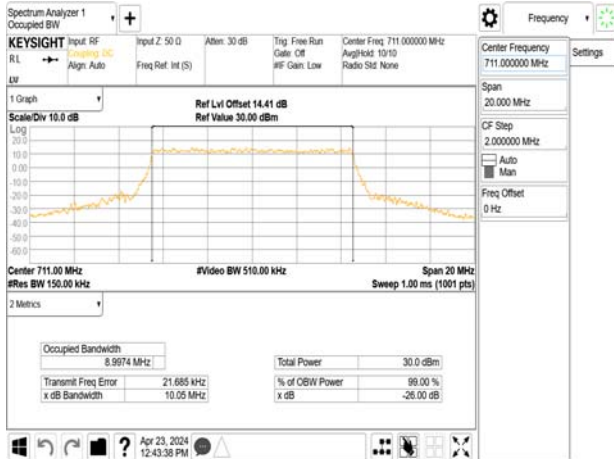 Spectrum Analyzer 1
Occupied BW
Frequency
KEYSIGHT Input: RF Input Z: 50 Ω Atten: 30 dB Trig: Free Run Center Freq: 711.000000 MHz
RL Coupling: DC Gate: Off Avg|Hold: 10/10
Align: Auto Freq Ref: Int (S) #IF Gain: Low Radio Std: None
Center Frequency
711.000000 MHz
Settings
Span
20.000 MHz
CF Step
2.000000 MHz
Auto
Man
Freq Offset
0 Hz
1 Graph
Ref Lvl Offset 14.41 dB
Scale/Div 10.0 dB Ref Value 30.00 dBm
Log
20.0
10.0
0.00
-10.0
-20.0
-30.0
-40.0
-50.0
-60.0
Center 711.00 MHz #Video BW 510.00 kHz Span 20 MHz
#Res BW 150.00 kHz Sweep 1.00 ms (1001 pts)
2 Metrics
Occupied Bandwidth
8.9974 MHz Total Power 30.0 dBm
Transmit Freq Error 21.685 kHz % of OBW Power 99.00 %
x dB Bandwidth 10.05 MHz x dB -26.00 dB
Apr 23, 2024
12:43:38 PM